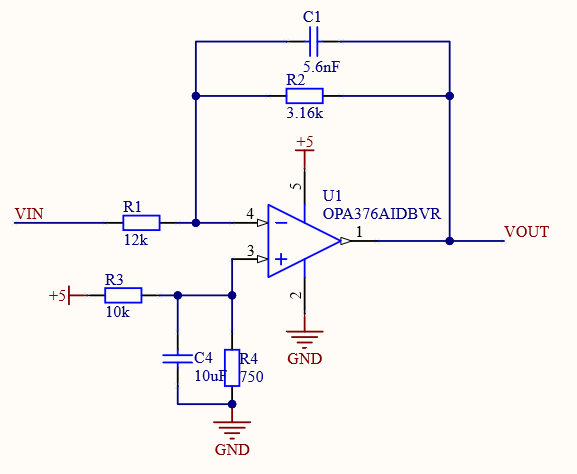 C1
5.6nF
R2
3.16k
+5
5
U1
OPA376AIDBVR
VIN
R1
12k
4
3
1
VOUT
2
GND
+5
R3
10k
C4
10uF
R4
750
GND